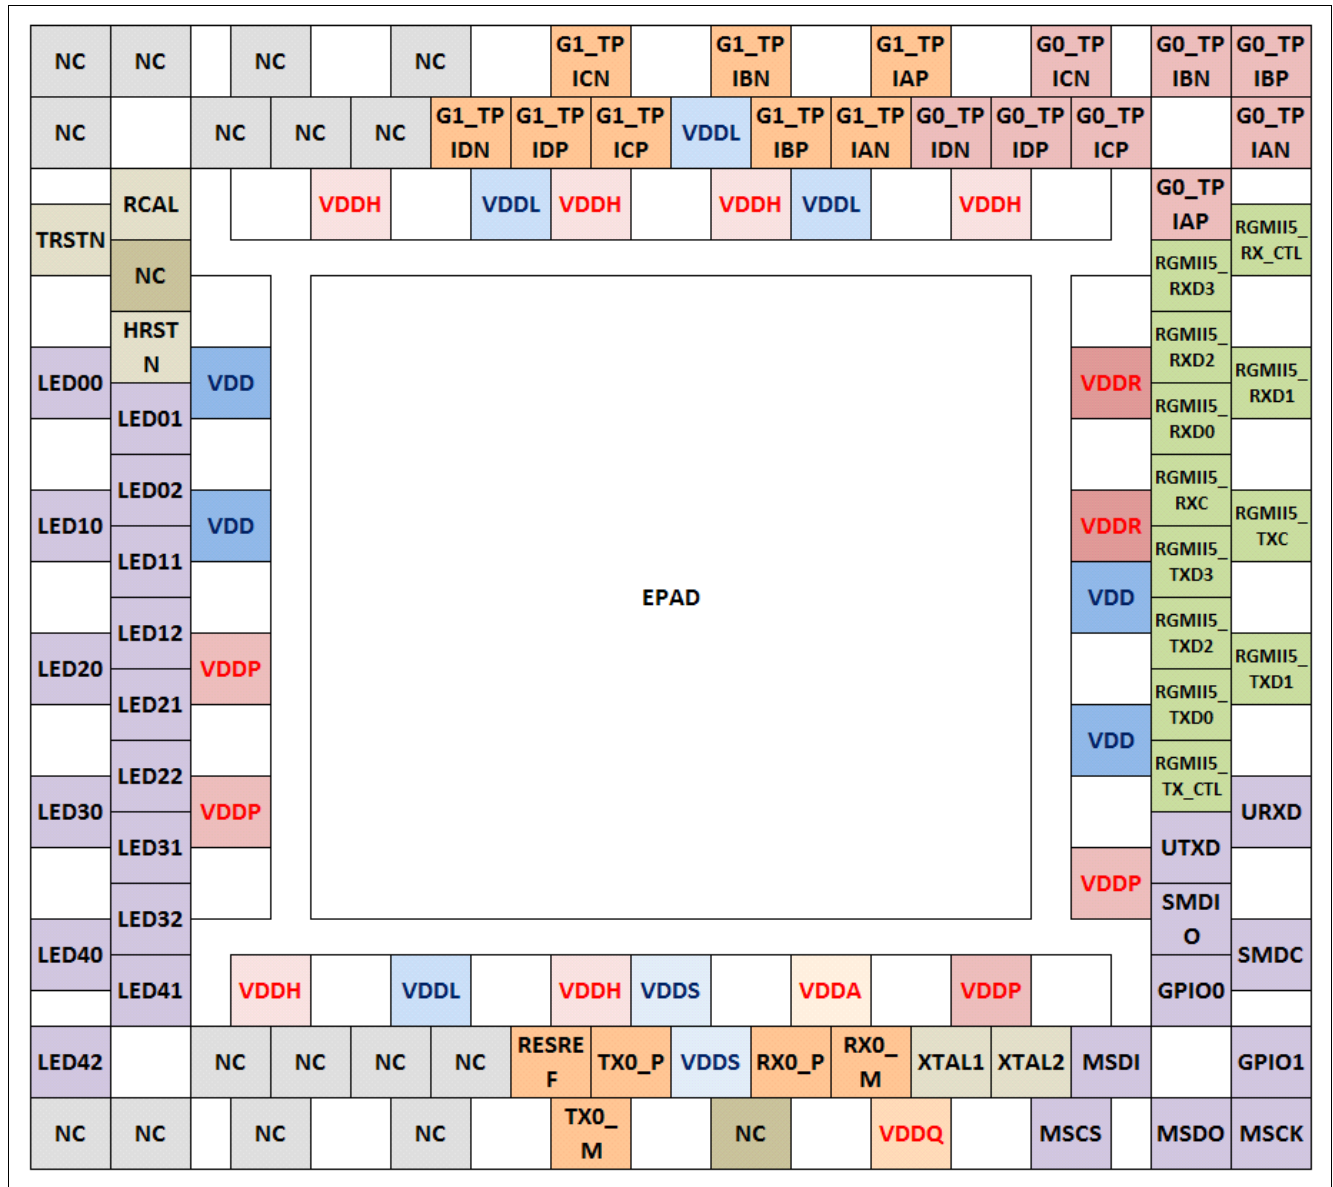 NC NC NC NC G1_TP G1_TP G1_TP G0_TP G0_TP G0_TP
ICN IBN IAP ICN IBN IBP
NC NC NC NC G1_TP G1_TP G1_TP VDDL G1_TP G1_TP G0_TP G0_TP G0_TP G0_TP
IDN IDP ICP IBP IAN IDN IDP ICP IAN
RCAL VDDH VDDL VDDH VDDH VDDL VDDH G0_TP
IAP
TRSTN RGMII5_
RX_CTL
NC RGMII5_
RXD3
HRST
N
RGMII5_
RXD2
LED00 VDD VDDR RGMII5_
RXD1
LED01 RGMII5_
RXD0
LED02 RGMII5_
RXC
LED10 VDD VDDR RGMII5_
TXC
LED11 RGMII5_
TXD3
VDD
EPAD
LED12 RGMII5_
TXD2
LED20 VDDP RGMII5_
TXD1
LED21 RGMII5_
TXD0
VDD
LED22 RGMII5_
TX_CTL
LED30 VDDP URXD
LED31 UTXD
VDDP
LED32 SMDI
O
LED40 SMDC
LED41 VDDH VDDL VDDH VDDS VDDA VDDP GPIO0
LED42 NC NC NC NC RESRE TX0_P VDDS RX0_P RX0_ XTAL1 XTAL2 MSDI GPIO1
F M
NC NC NC NC TX0_ NC VDDQ MSCS MSDO MSCK
M